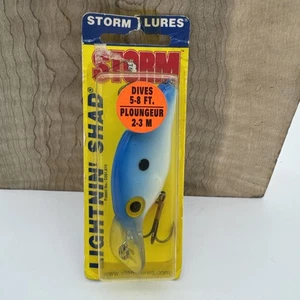 STORM LURES®
STORM
DIVES
5-8 FT.
PLONGEUR
2-3 M
LIGHTNIN' SHAD®